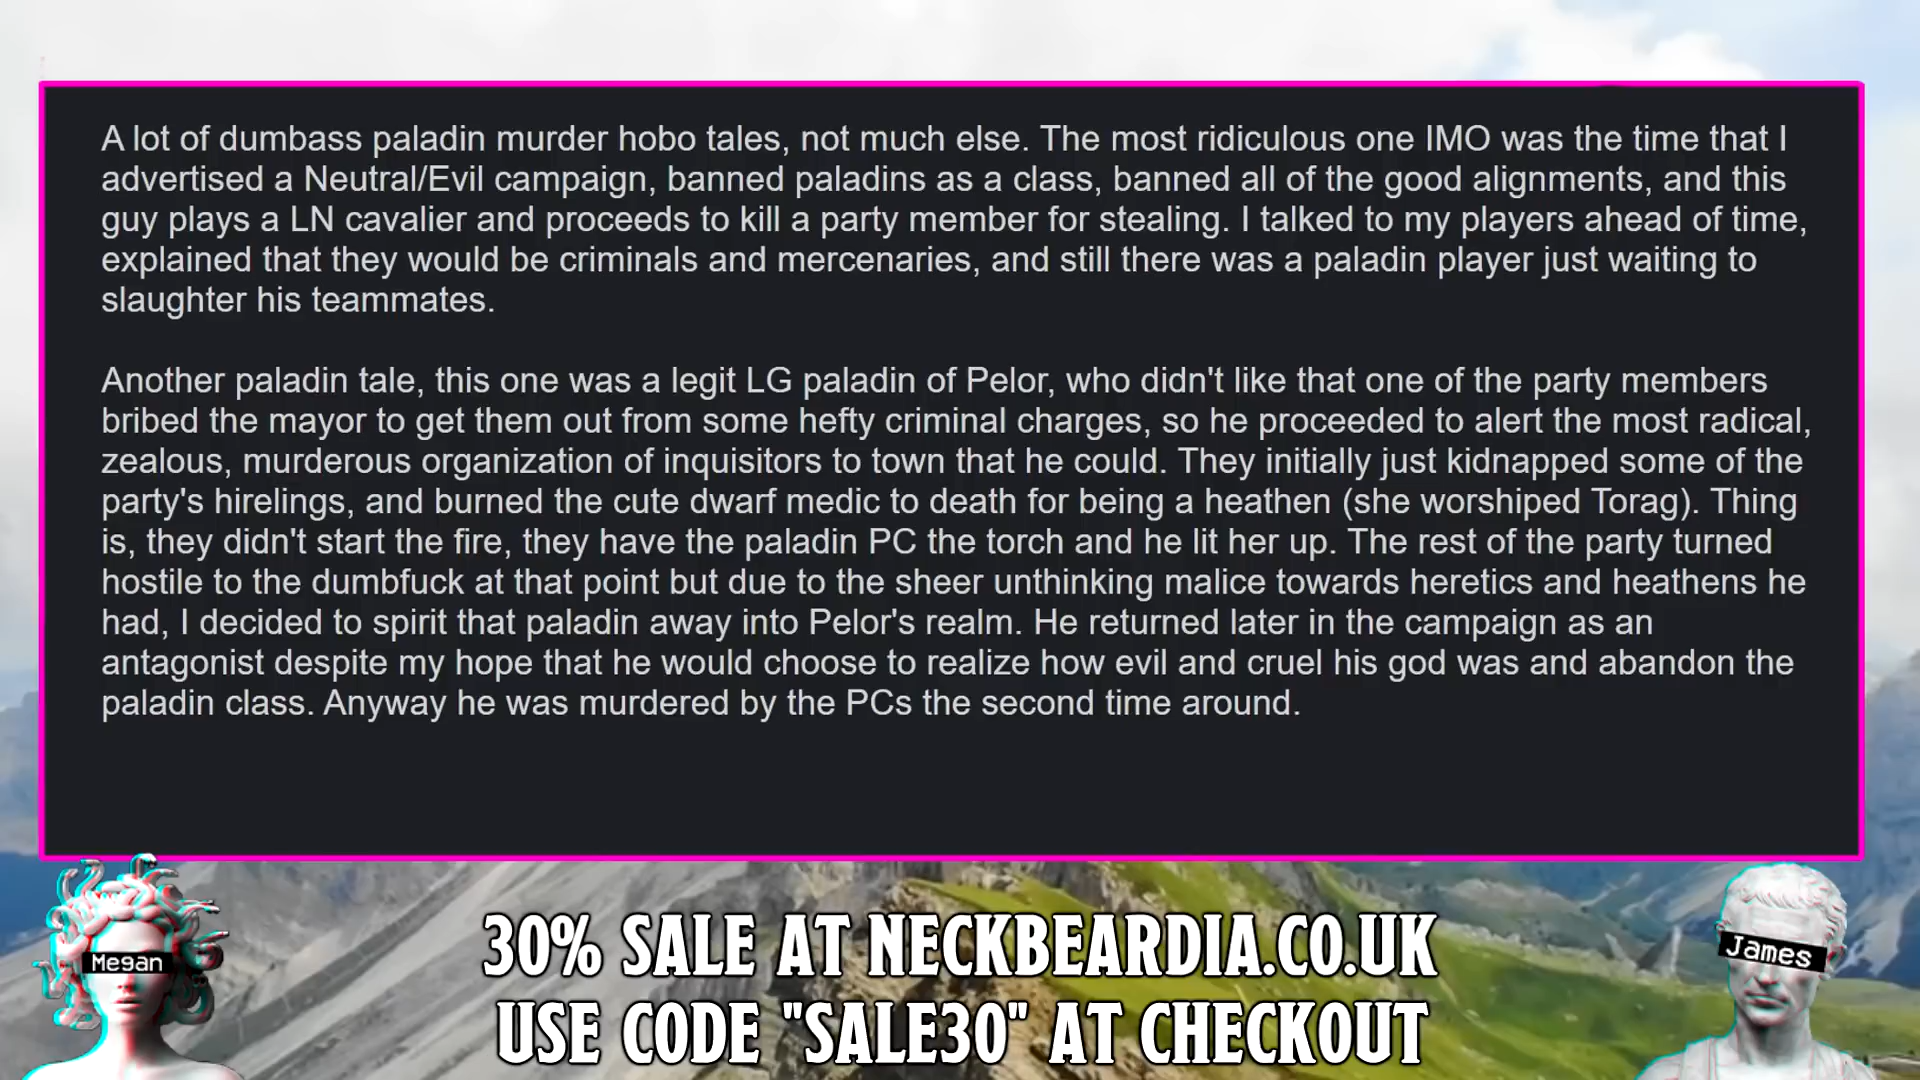 A lot of dumbass paladin murder hobo tales, not much else. The most ridiculous one IMO was the time that I
advertised a Neutral/Evil campaign, banned paladins as a class, banned all of the good alignments, and this
guy plays a LN cavalier and proceeds to kill a party member for stealing. I talked to my players ahead of time,
explained that they would be criminals and mercenaries, and still there was a paladin player just waiting to
slaughter his teammates.
Another paladin tale, this one was a legit LG paladin of Pelor, who didn't like that one of the party members
bribed the mayor to get them out from some hefty criminal charges, so he proceeded to alert the most radical,
zealous, murderous organization of inquisitors to town that he could. They initially just kidnapped some of the
party's hirelings, and burned the cute dwarf medic to death for being a heathen (she worshiped Torag). Thing
is, they didn't start the fire, they have the paladin PC the torch and he lit her up. The rest of the party turned
hostile to the dumbfuck at that point but due to the sheer unthinking malice towards heretics and heathens he
had, I decided to spirit that paladin away into Pelor's realm. He returned later in the campaign as an
antagonist despite my hope that he would choose to realize how evil and cruel his god was and abandon the
paladin class. Anyway he was murdered by the PCs the second time around.
Megan
James
30% SALE AT NECKBEARDIA.CO.UK
USE CODE "SALE30" AT CHECKOUT